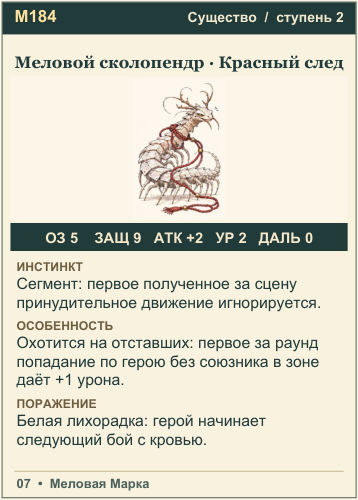 М184
Существо / ступень 2
Меловой сколопендр · Красный след
ОЗ 5 ЗАЩ 9 АТК +2 УР 2 ДАЛЬ 0
ИНСТИНКТ
Сегмент: первое полученное за сцену
принудительное движение игнорируется.
ОСОБЕННОСТЬ
Охотится на отставших: первое за раунд
попадание по герою без союзника в зоне
даёт +1 урона.
ПОРАЖЕНИЕ
Белая лихорадка: герой начинает
следующий бой с кровью.
07 • Меловая Марка